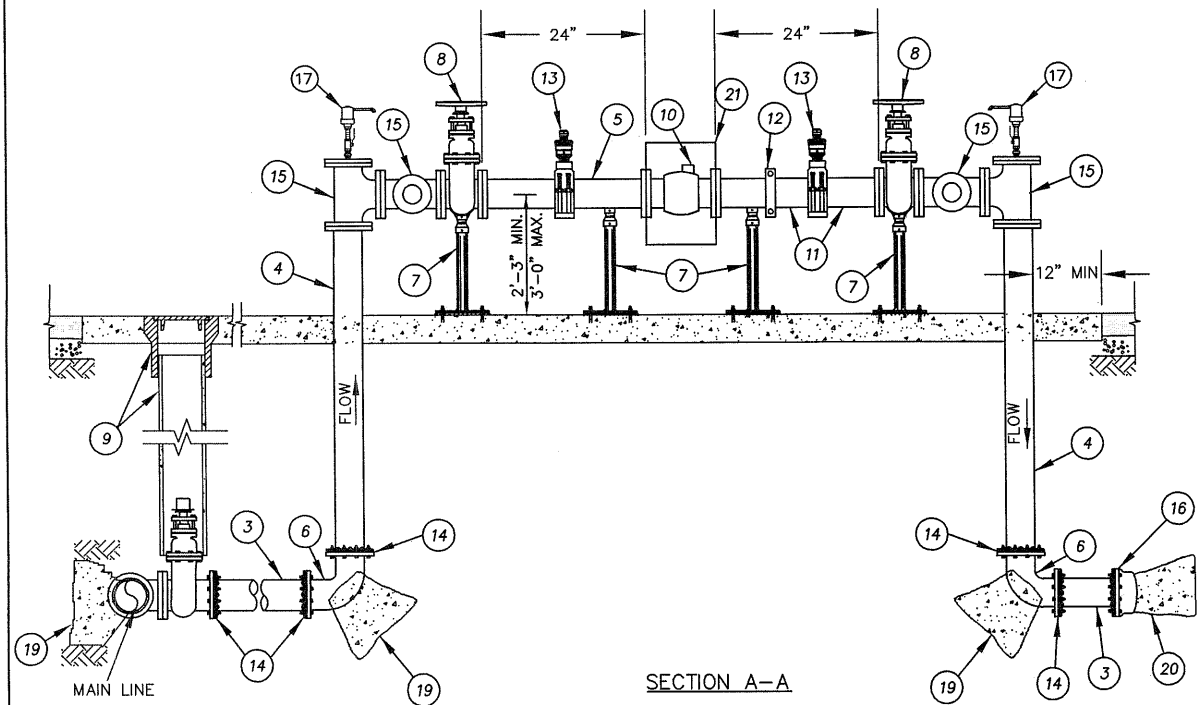 24" 24"
8 8
13 13
17 5 10 21 12 17
15 15
15 15
2'-3" MIN.
3'-0" MAX.
4 7 7 11 7 12" MIN
FLOW FLOW
9 4
3 6 14 14 6 16
19 14 19 19 14 3 20
MAIN LINE
SECTION A-A